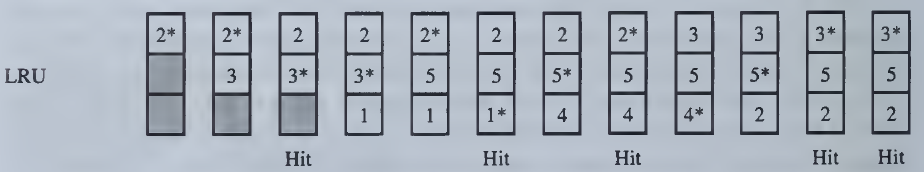 2* 2* 2 2 2* 2 2 2* 3 3 3* 3*
LRU 3 3* 3* 5 5 5* 5 5 5* 5 5
1 1 1* 4 4 4* 2 2 2
Hit Hit Hit Hit Hit